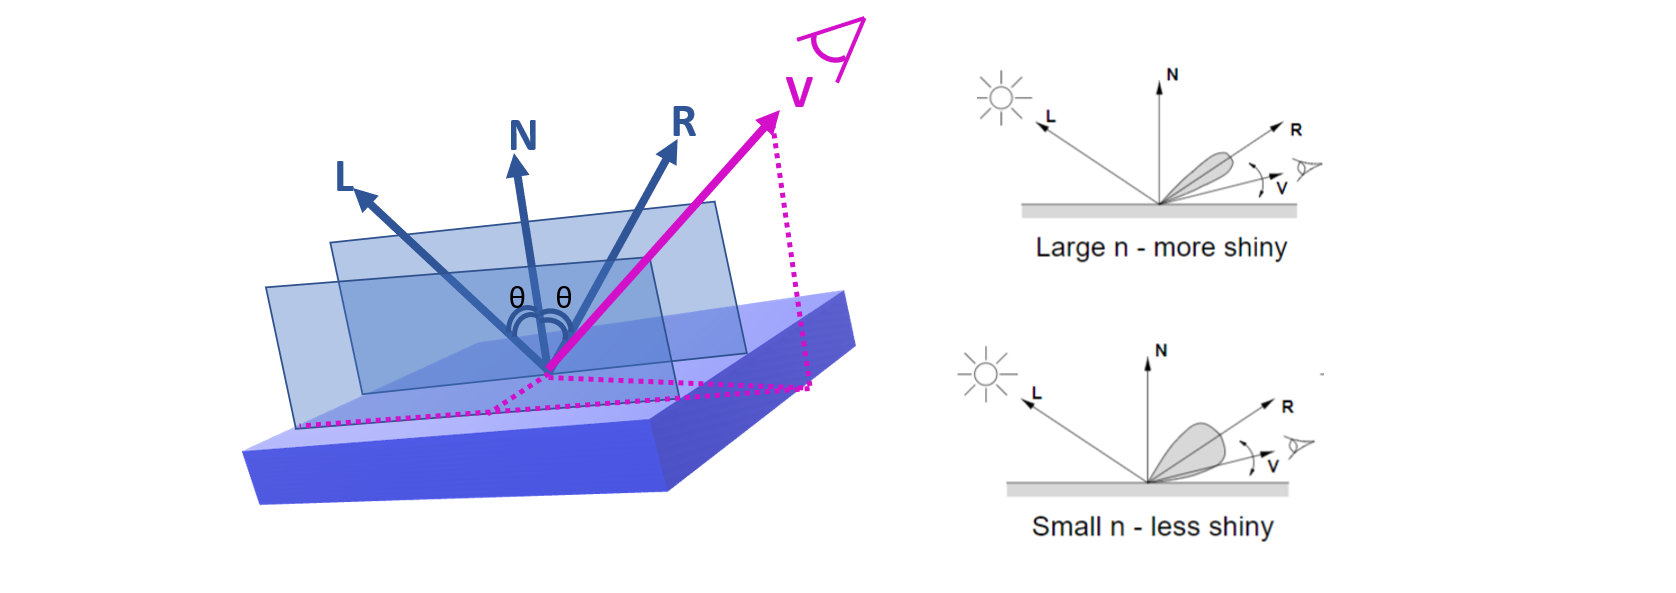 V
R
N
L
θ θ
N
L
R
V
Large n - more shiny
N
L
R
V
Small n - less shiny